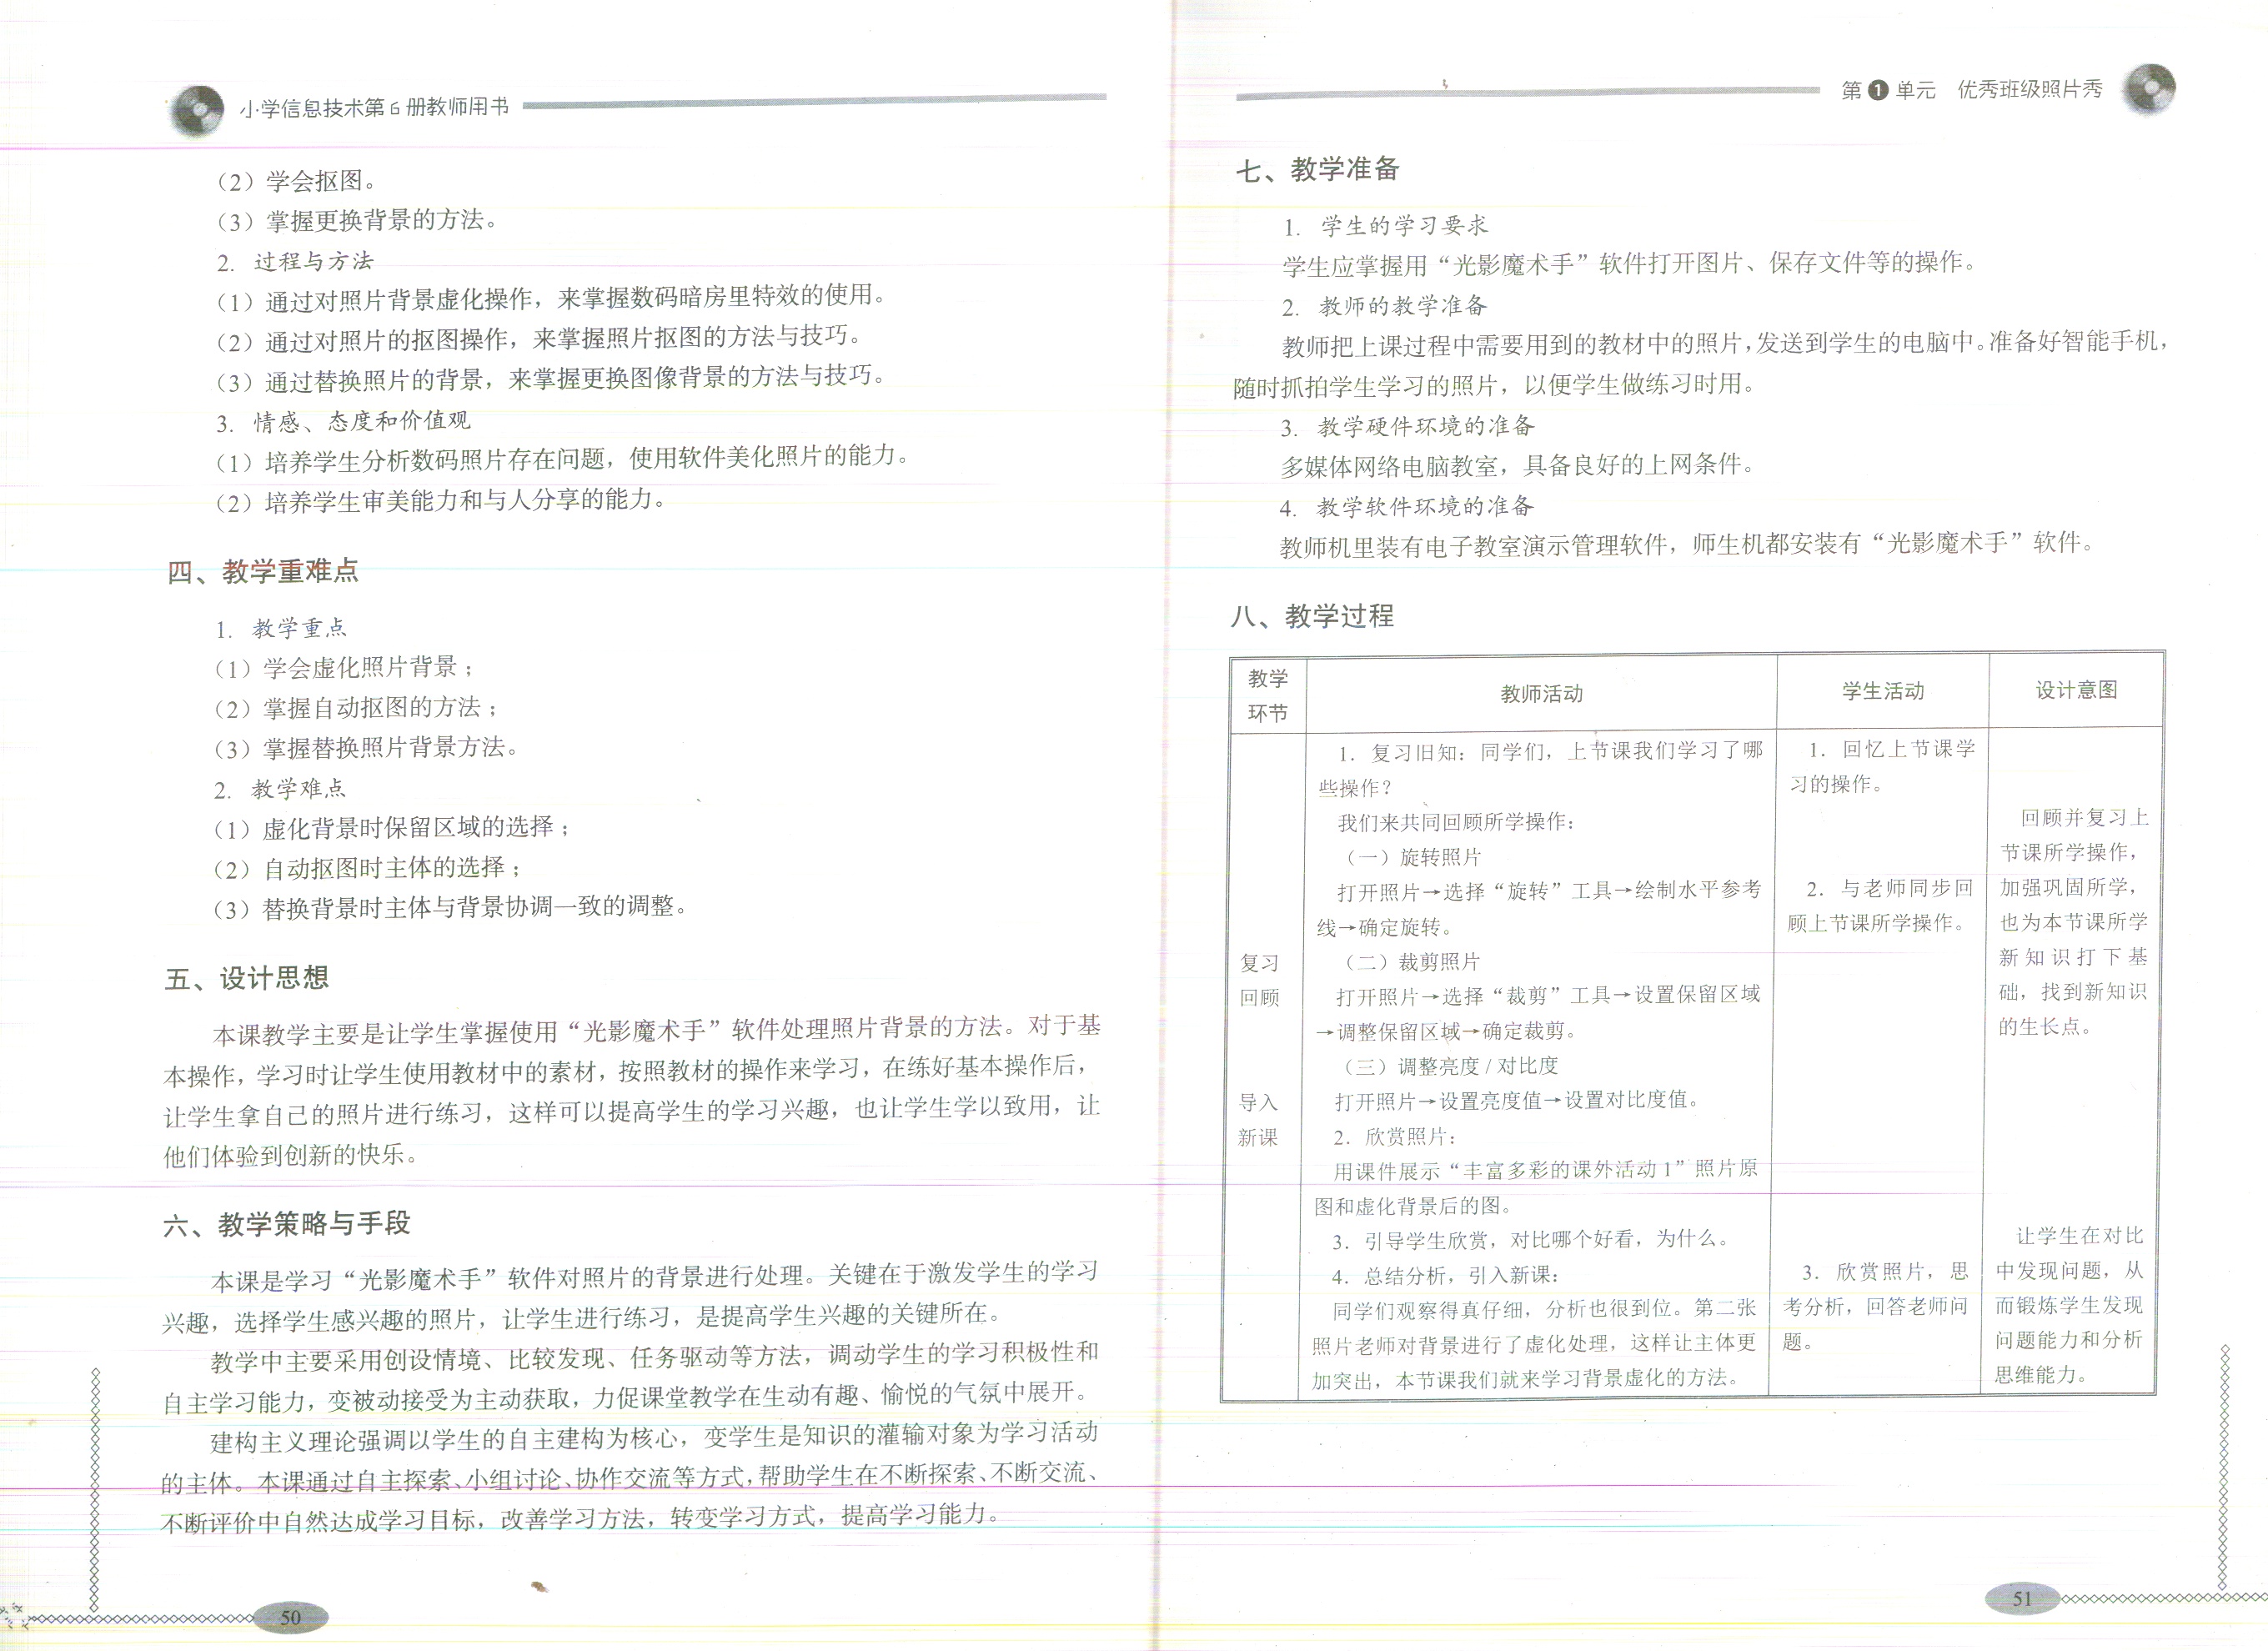 小学信息技术第6册教师用书
（2）学会抠图。
（3）掌握更换背景的方法。
2. 过程与方法
（1）通过对照片背景虚化操作，来掌握数码暗房里特效的使用。
（2）通过对照片的抠图操作，来掌握照片抠图的方法与技巧。
（3）通过替换照片的背景，来掌握更换图像背景的方法与技巧。
3. 情感、态度和价值观
（1）培养学生分析数码照片存在问题，使用软件美化照片的能力。
（2）培养学生审美能力和与人分享的能力。
四、教学重难点
1. 教学重点
（1）学会虚化照片背景；
（2）掌握自动抠图的方法；
（3）掌握替换照片背景方法。
2. 教学难点
（1）虚化背景时保留区域的选择；
（2）自动抠图时主体的选择；
（3）替换背景时主体与背景协调一致的调整。
五、设计思想
本课教学主要是让学生掌握使用“光影魔术手”软件处理照片背景的方法。对于基
本操作，学习时让学生使用教材中的素材，按照教材的操作来学习，在练好基本操作后，
让学生拿自己的照片进行练习，这样可以提高学生的学习兴趣，也让学生学以致用，让
他们体验到创新的快乐。
六、教学策略与手段
本课是学习“光影魔术手”软件对照片的背景进行处理。关键在于激发学生的学习
兴趣，选择学生感兴趣的照片，让学生进行练习，是提高学生兴趣的关键所在。
教学中主要采用创设情境、比较发现、任务驱动等方法，调动学生的学习积极性和
自主学习能力，变被动接受为主动获取，力促课堂教学在生动有趣、愉悦的气氛中展开。
建构主义理论强调以学生的自主建构为核心，变学生是知识的灌输对象为学习活动
的主体。本课通过自主探索、小组讨论、协作交流等方式，帮助学生在不断探索、不断交流、
不断评价中自然达成学习目标，改善学习方法，转变学习方式，提高学习能力。
50
第1单元 优秀班级照片秀
七、教学准备
1. 学生的学习要求
学生应掌握用“光影魔术手”软件打开图片、保存文件等的操作。
2. 教师的教学准备
教师把上课过程中需要用到的教材中的照片，发送到学生的电脑中。准备好智能手机，
随时抓拍学生学习的照片，以便学生做练习时用。
3. 教学硬件环境的准备
多媒体网络电脑教室，具备良好的上网条件。
4. 教学软件环境的准备
教师机里装有电子教室演示管理软件，师生机都安装有“光影魔术手”软件。
八、教学过程
教学
环节
教师活动
学生活动
设计意图
复习
回顾
导入
新课
1. 复习旧知：同学们，上节课我们学习了哪
些操作？
我们来共同回顾所学操作：
（一）旋转照片
打开照片→选择“旋转”工具→绘制水平参考
线→确定旋转。
（二）裁剪照片
打开照片→选择“裁剪”工具→设置保留区域
→调整保留区域→确定裁剪。
（三）调整亮度 / 对比度
打开照片→设置亮度值→设置对比度值。
2. 欣赏照片：
用课件展示“丰富多彩的课外活动1”照片原
图和虚化背景后的图。
3. 引导学生欣赏，对比哪个好看，为什么。
4. 总结分析，引入新课：
同学们观察得真仔细，分析也很到位。第二张
照片老师对背景进行了虚化处理，这样让主体更
加突出，本节课我们就来学习背景虚化的方法。
1. 回忆上节课学
习的操作。
2. 与老师同步回
顾上节课所学操作。
3. 欣赏照片，思
考分析，回答老师问
题。
回顾并复习上
节课所学操作，
加强巩固所学，
也为本节课所学
新知识打下基
础，找到新知识
的生长点。
让学生在对比
中发现问题，从
而锻炼学生发现
问题能力和分析
思维能力。
51